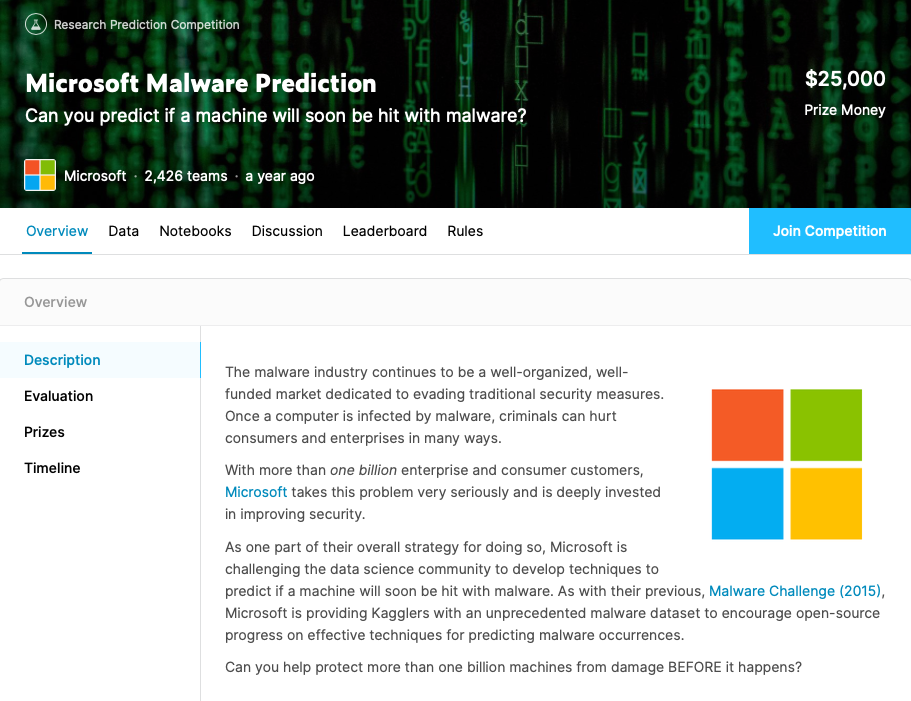 Research Prediction Competition
Microsoft Malware Prediction
$25,000
Can you predict if a machine will soon be hit with malware?
Prize Money
Microsoft · 2,426 teams · a year ago
Overview Data Notebooks Discussion Leaderboard Rules Join Competition
Overview
Description
Evaluation
Prizes
Timeline
The malware industry continues to be a well-organized, well-
funded market dedicated to evading traditional security measures.
Once a computer is infected by malware, criminals can hurt
consumers and enterprises in many ways.
With more than one billion enterprise and consumer customers,
Microsoft takes this problem very seriously and is deeply invested
in improving security.
As one part of their overall strategy for doing so, Microsoft is
challenging the data science community to develop techniques to
predict if a machine will soon be hit with malware. As with their previous, Malware Challenge (2015),
Microsoft is providing Kagglers with an unprecedented malware dataset to encourage open-source
progress on effective techniques for predicting malware occurrences.
Can you help protect more than one billion machines from damage BEFORE it happens?